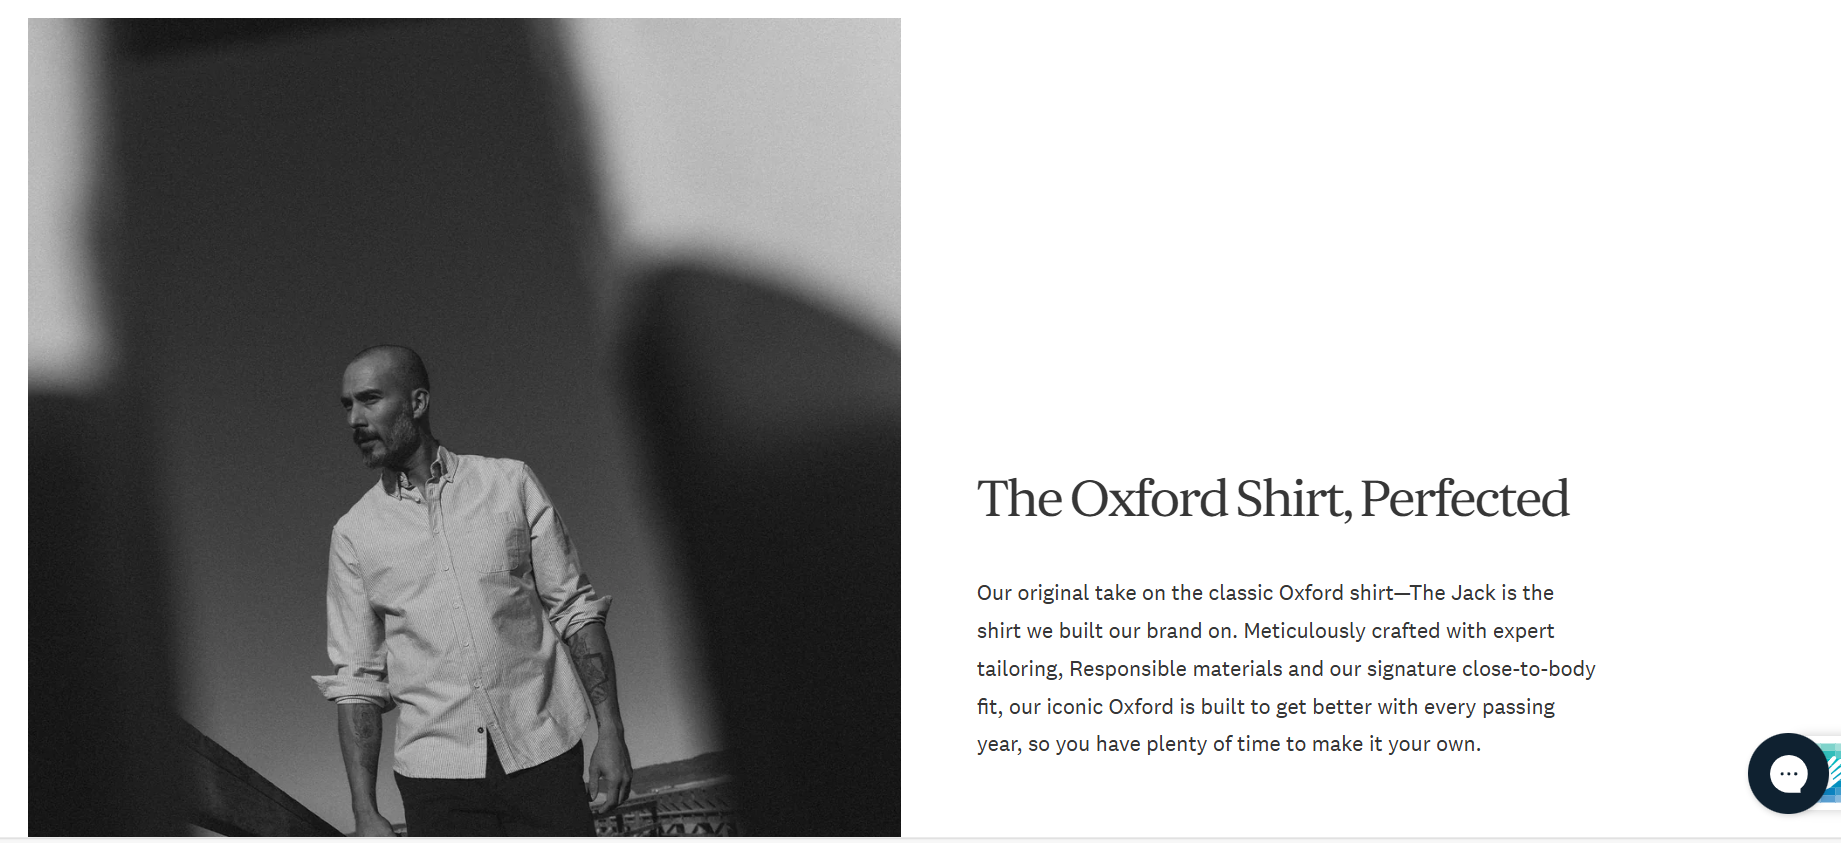 The Oxford Shirt, Perfected
Our original take on the classic Oxford shirt—The Jack is the
shirt we built our brand on. Meticulously crafted with expert
tailoring, Responsible materials and our signature close-to-body
fit, our iconic Oxford is built to get better with every passing
year, so you have plenty of time to make it your own.